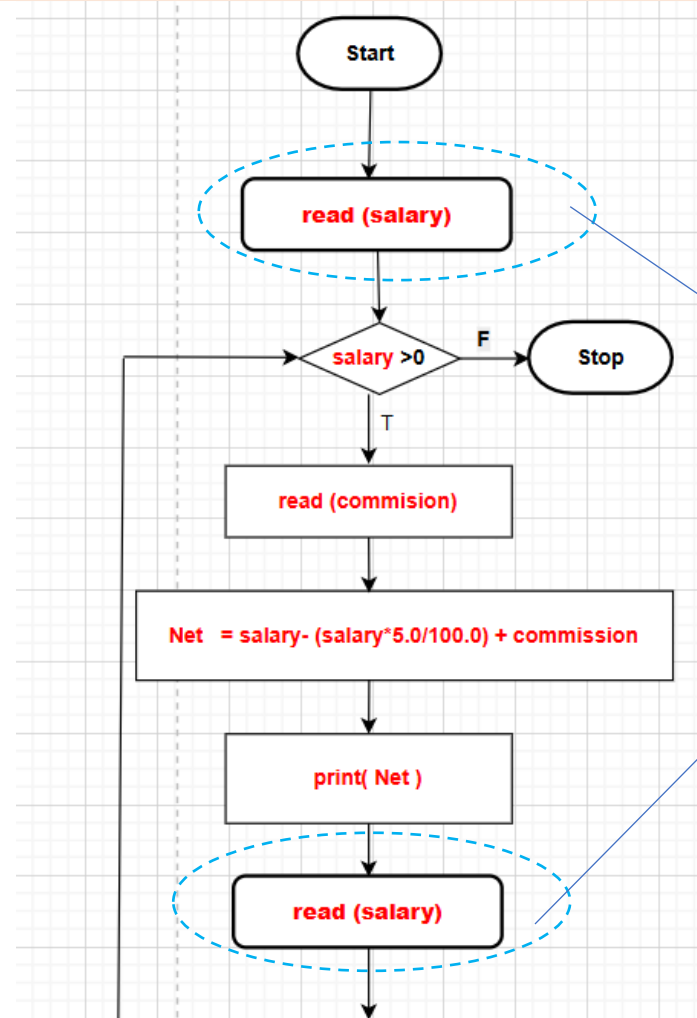 Start
read (salary)
salary >0
F
Stop
T
read (commision)
Net = salary- (salary*5.0/100.0) + commission
print( Net )
read (salary)